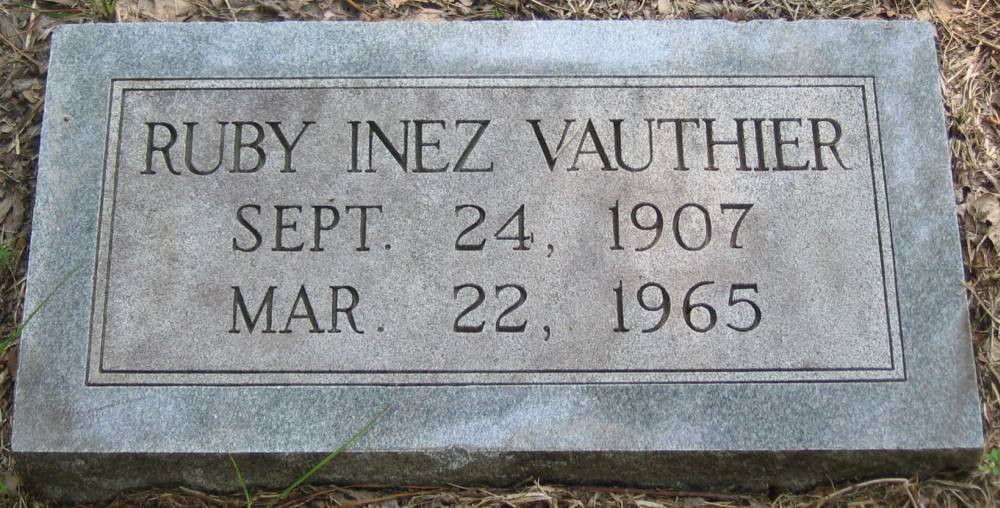 RUBY INEZ VAUTHIER
SEPT. 24, 1907
MAR. 22, 1965